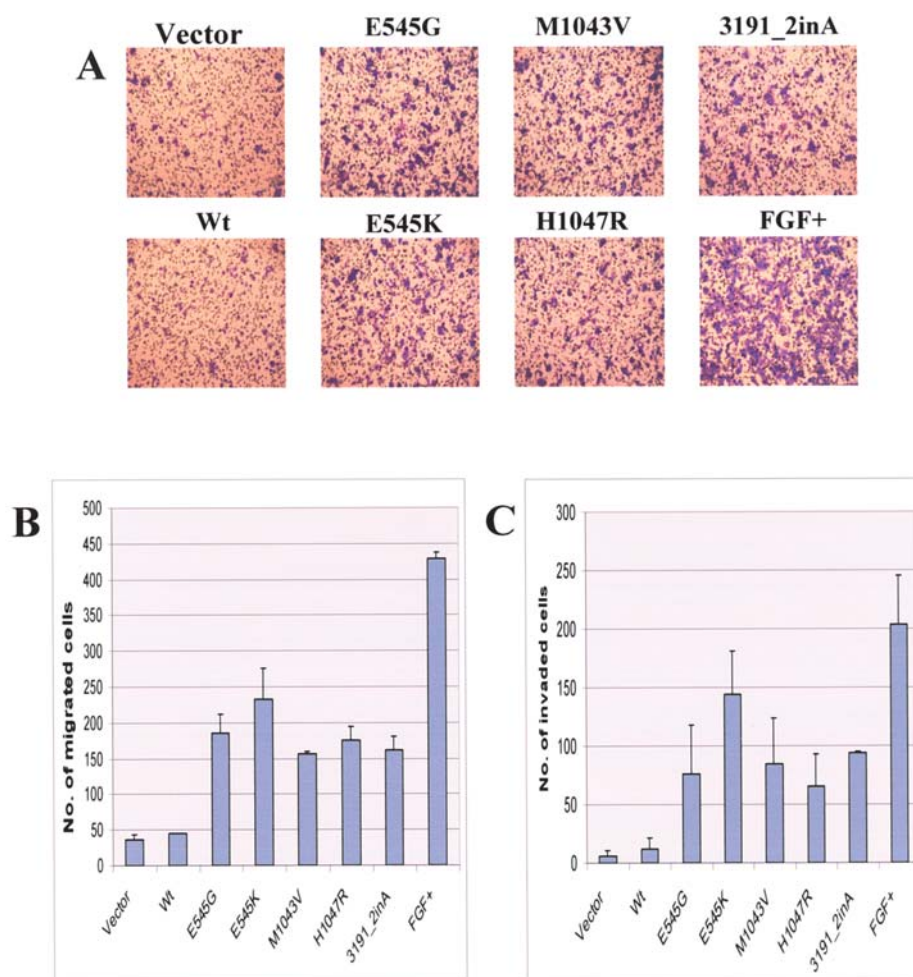 A
Vector E545G M1043V 3191_2inA
Wt E545K H1047R FGF+
B
No. of migrated cells
500
450
400
350
300
250
200
150
100
50
0
Vector Wt E545G E545K M1043V H1047R 3191_2inA FGF+
C
No. of invaded cells
300
250
200
150
100
50
0
Vector Wt E545G E545K M1043V H1047R 3191_2inA FGF+